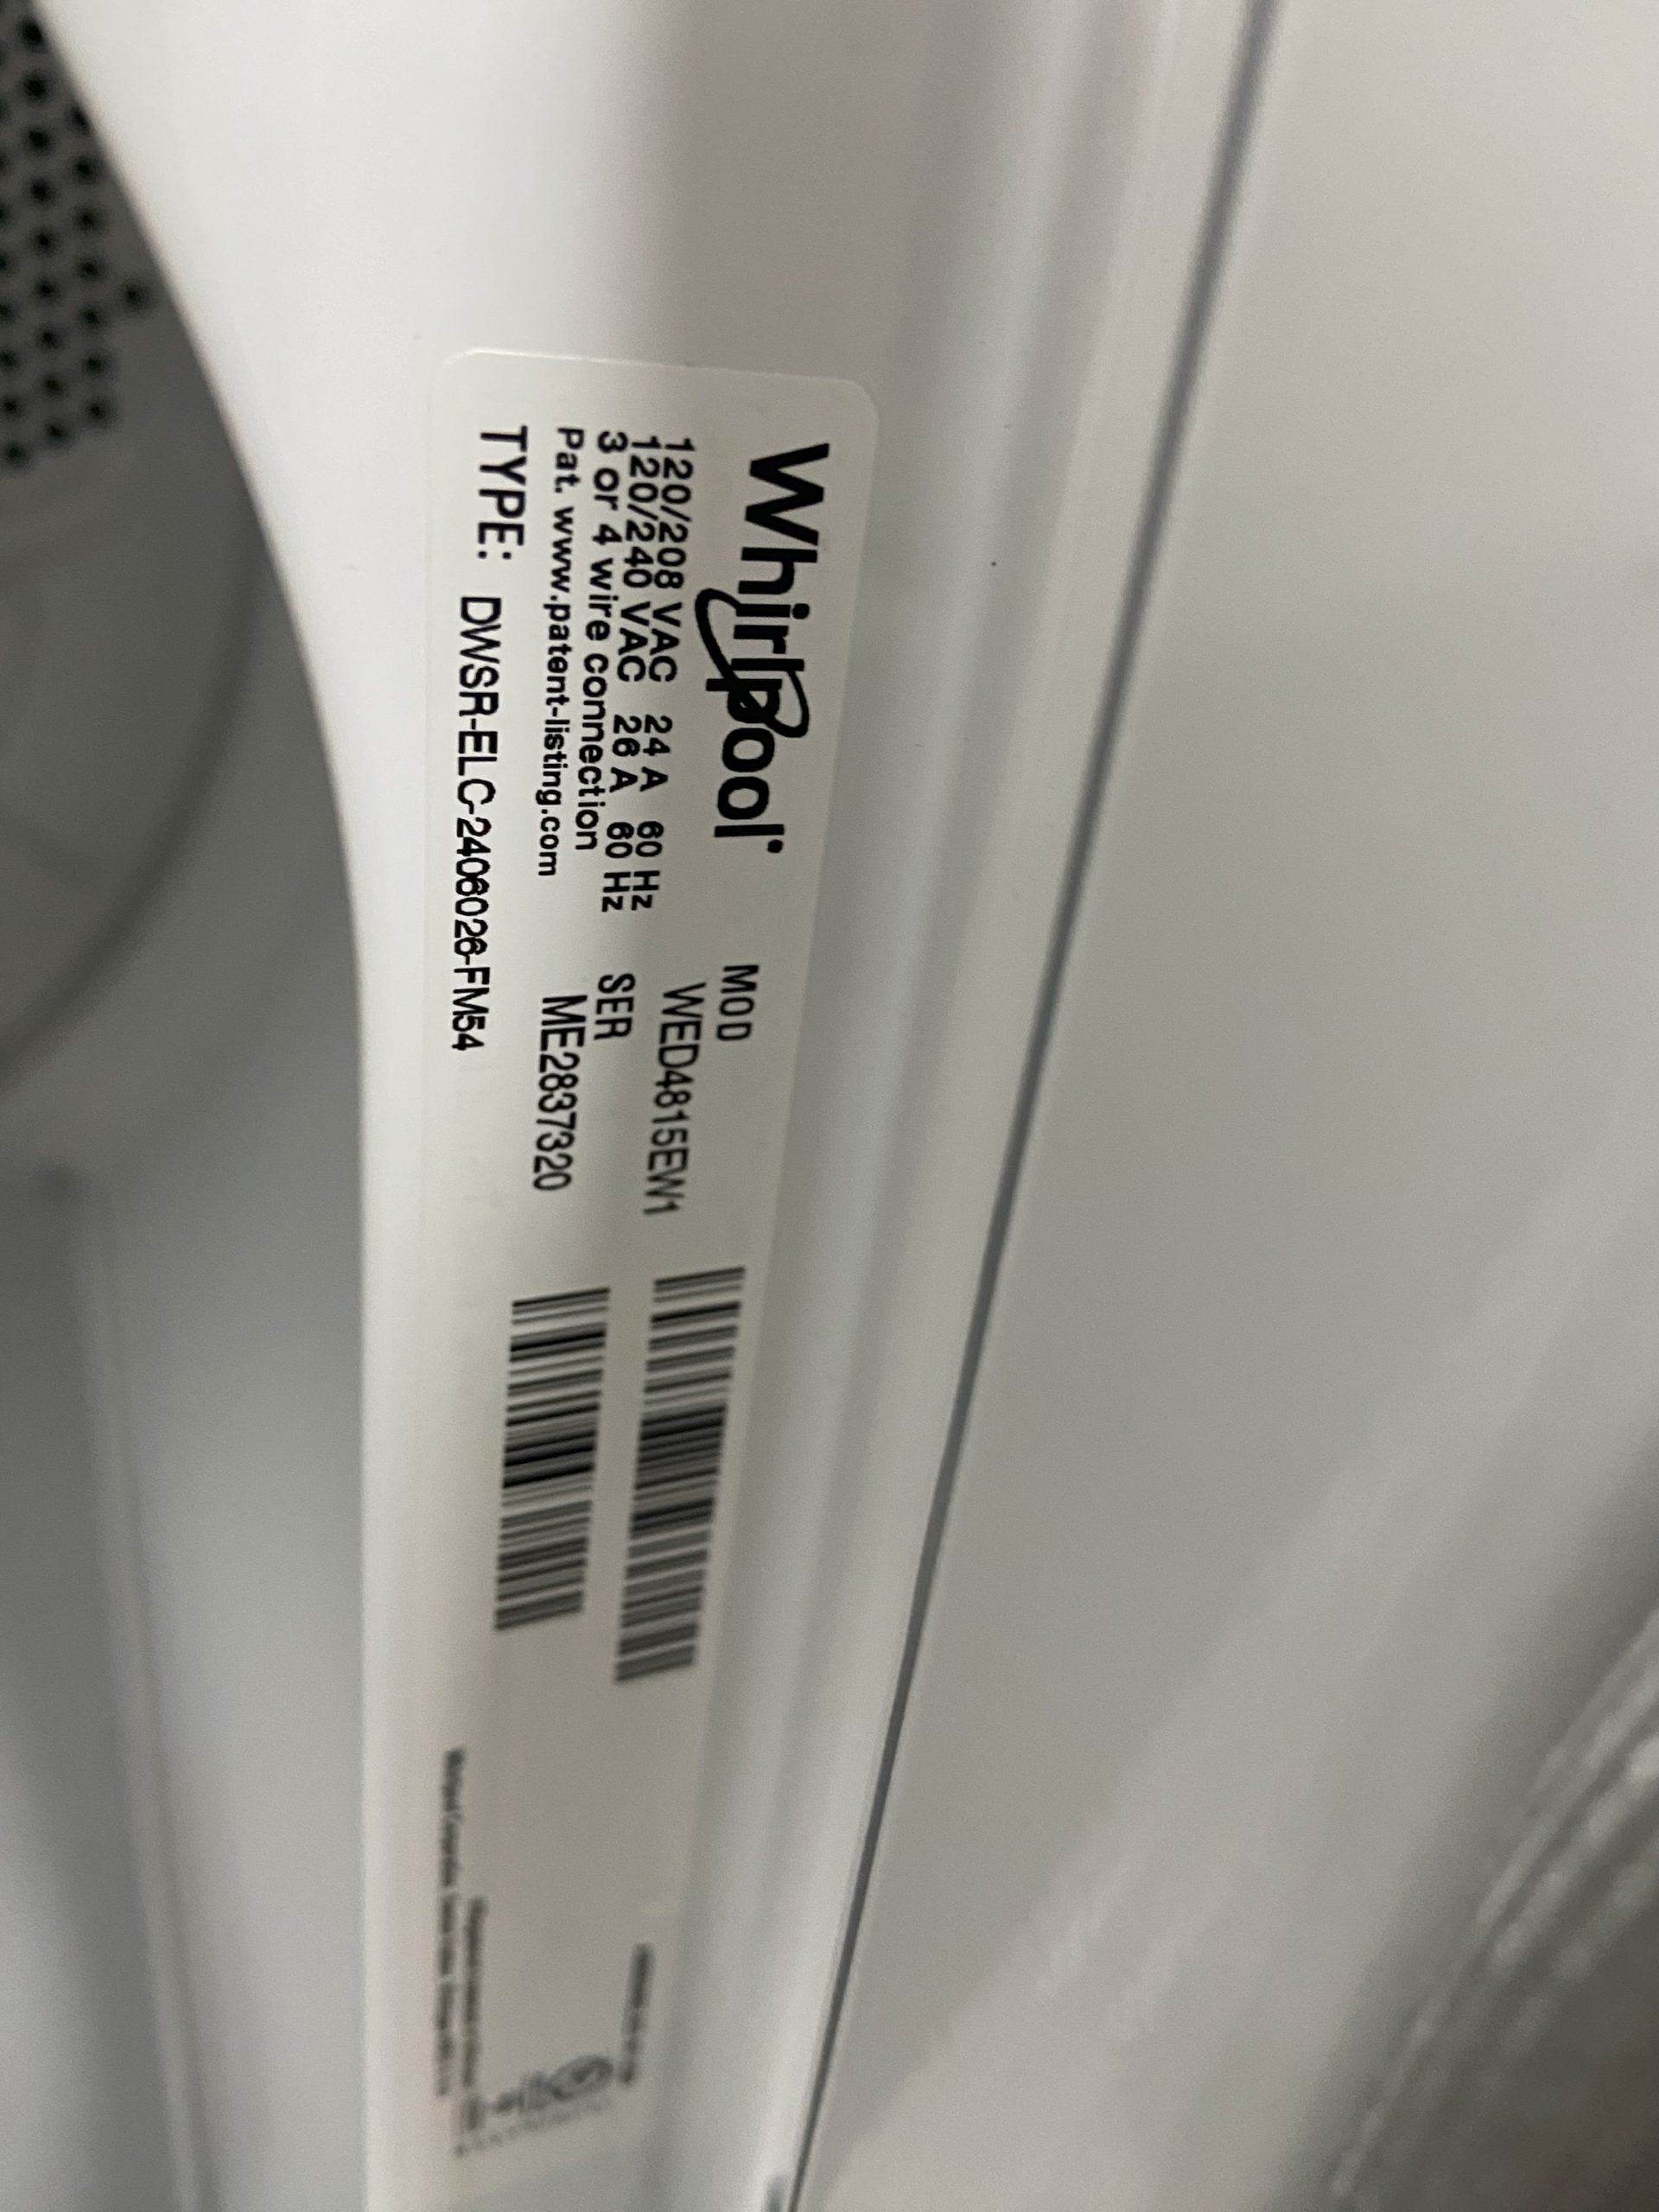 Whirlpool
120/208 VAC 24 A 60 Hz
120/240 VAC 26 A 60 Hz
3 or 4 wire connection
Pat. www.patent-listing.com
TYPE: DWSR-ELC-2406026-FM54
MOD
WED4815EW1
SER
ME2837320